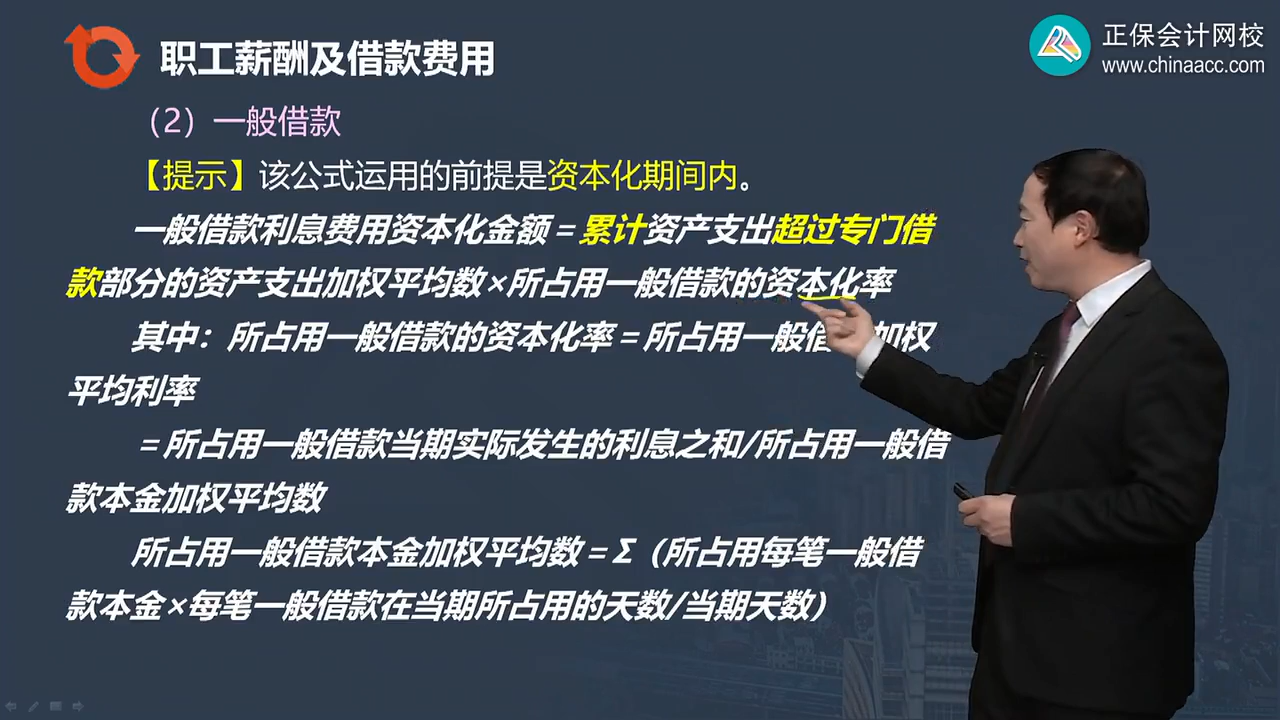 职工薪酬及借款费用
正保会计网校
www.chinaacc.com
（2）一般借款
【提示】该公式运用的前提是资本化期间内。
一般借款利息费用资本化金额＝累计资产支出超过专门借
款部分的资产支出加权平均数×所占用一般借款的资本化率
其中：所占用一般借款的资本化率＝所占用一般借 加权
平均利率
＝所占用一般借款当期实际发生的利息之和/所占用一般借
款本金加权平均数
所占用一般借款本金加权平均数＝Σ（所占用每笔一般借
款本金×每笔一般借款在当期所占用的天数/当期天数）